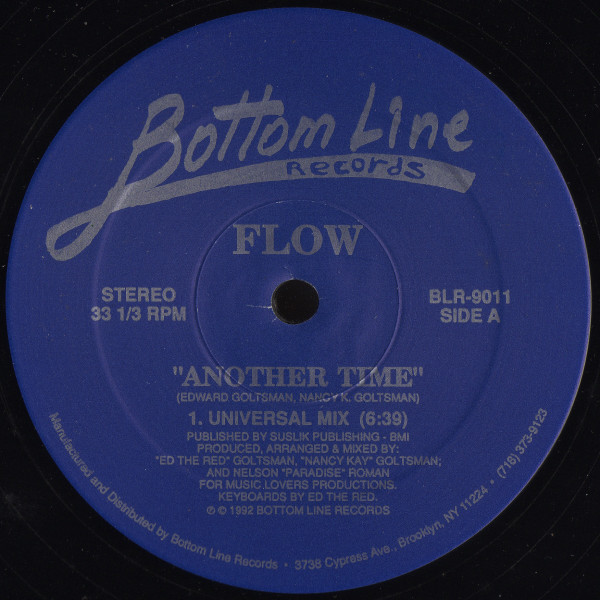 Bottom Line
Records
FLOW
STEREO
33 1/3 RPM
BLR-9011
SIDE A
"ANOTHER TIME"
(EDWARD GOLTSMAN, NANCY K. GOLTSMAN)
1. UNIVERSAL MIX (6:39)
PUBLISHED BY SUSLIK PUBLISHING - BMI
PRODUCED, ARRANGED & MIXED BY:
"ED THE RED" GOLTSMAN, "NANCY KAY" GOLTSMAN;
AND NELSON "PARADISE" ROMAN
FOR MUSIC LOVERS PRODUCTIONS.
KEYBOARDS BY ED THE RED.
℗ © 1992 BOTTOM LINE RECORDS
Manufactured and Distributed by Bottom Line Records • 3738 Cypress Ave., Brooklyn, NY 11224 • (718) 373-9123